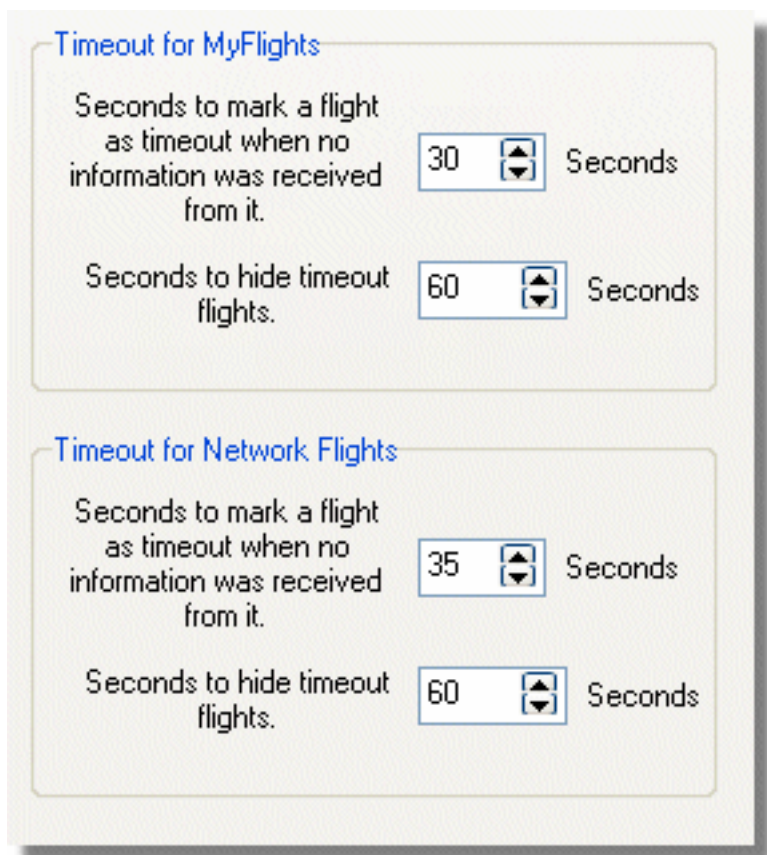 Timeout for MyFlights
Seconds to mark a flight
as timeout when no
information was received
from it.
30
Seconds
Seconds to hide timeout
flights.
60
Seconds
Timeout for Network Flights
Seconds to mark a flight
as timeout when no
information was received
from it.
35
Seconds
Seconds to hide timeout
flights.
60
Seconds